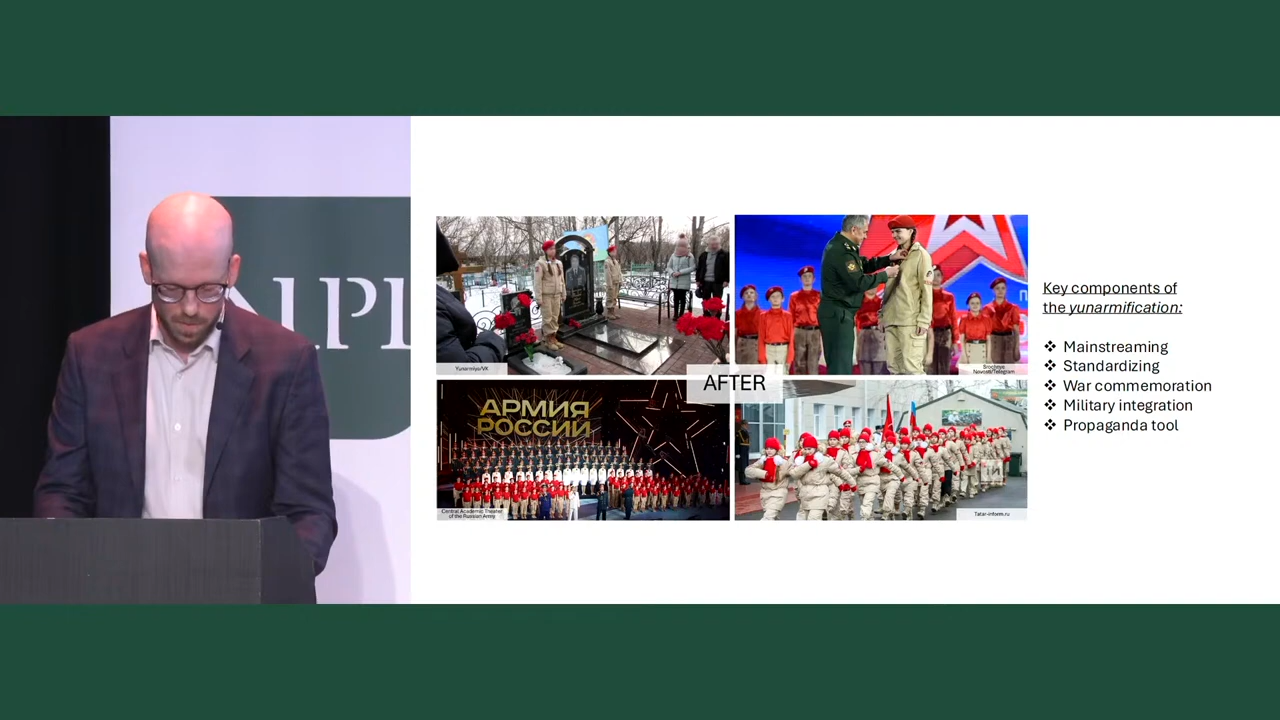 Yunarmiya/VK
Brocheye
Novosti/Telegram
AFTER
АРМИЯ
РОССИИ
Central Academic Theater
of the Russian Army
Tatar-inform.ru
Key components of
the yunarmification:
❖ Mainstreaming
❖ Standardizing
❖ War commemoration
❖ Military integration
❖ Propaganda tool